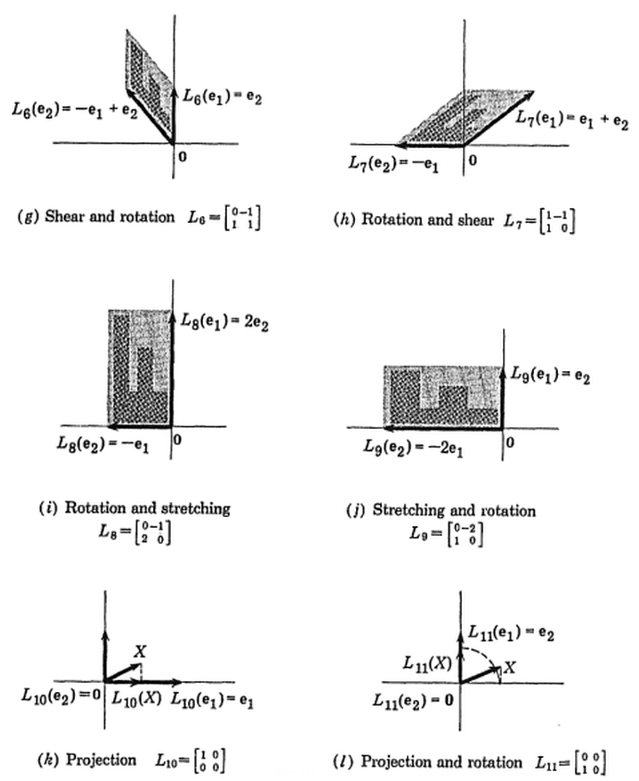 L₆(e₂) = −e₁ + e₂
L₆(e₁) = e₂
0
(g) Shear and rotation L₆ = [0 −1
1 1]
L₇(e₁) = e₁ + e₂
L₇(e₂) = −e₁
0
(h) Rotation and shear L₇ = [1 −1
1 0]
L₈(e₁) = 2e₂
L₈(e₂) = −e₁
0
(i) Rotation and stretching
L₈ = [0 −1
2 0]
L₉(e₁) = e₂
L₉(e₂) = −2e₁
0
(j) Stretching and rotation
L₉ = [0 −2
1 0]
X
L₁₀(e₂) = 0 L₁₀(X) L₁₀(e₁) = e₁
(k) Projection L₁₀ = [1 0
0 0]
L₁₁(e₁) = e₂
L₁₁(X) X
L₁₁(e₂) = 0
(l) Projection and rotation L₁₁ = [0 0
1 0]